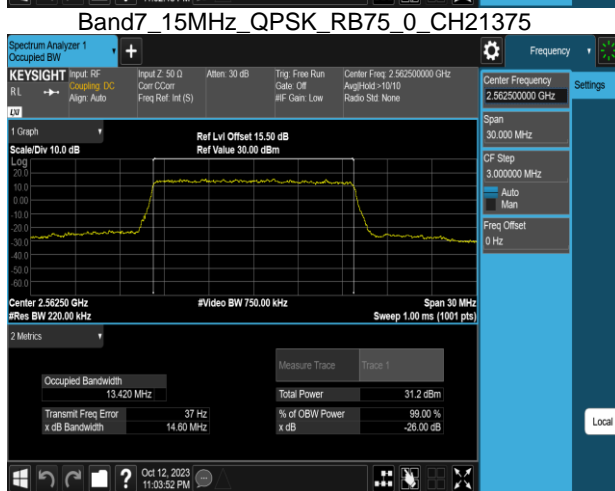 Band7_15MHz_QPSK_RB75_0_CH21375
Spectrum Analyzer 1
Occupied BW
Frequency
KEYSIGHT
RL
Input: RF
Coupling: DC
Align: Auto
Input Z: 50 Ω
Corr CCorr
Freq Ref: Int (S)
Atten: 30 dB
Trig: Free Run
Gate: Off
#IF Gain: Low
Center Freq: 2.562500000 GHz
Avg|Hold:>10/10
Radio Std: None
LXI
1 Graph
Scale/Div 10.0 dB
Ref Lvl Offset 15.50 dB
Ref Value 30.00 dBm
Log
20.0
10.0
0.00
-10.0
-20.0
-30.0
-40.0
-50.0
-60.0
Center 2.56250 GHz
#Res BW 220.00 kHz
#Video BW 750.00 kHz
Span 30 MHz
Sweep 1.00 ms (1001 pts)
2 Metrics
Measure Trace
Trace 1
Occupied Bandwidth
13.420 MHz
Total Power
31.2 dBm
Transmit Freq Error
37 Hz
% of OBW Power
99.00 %
x dB Bandwidth
14.60 MHz
x dB
-26.00 dB
Center Frequency
2.562500000 GHz
Settings
Span
30.000 MHz
CF Step
3.000000 MHz
Auto
Man
Freq Offset
0 Hz
Local
Oct 12, 2023
11:03:52 PM